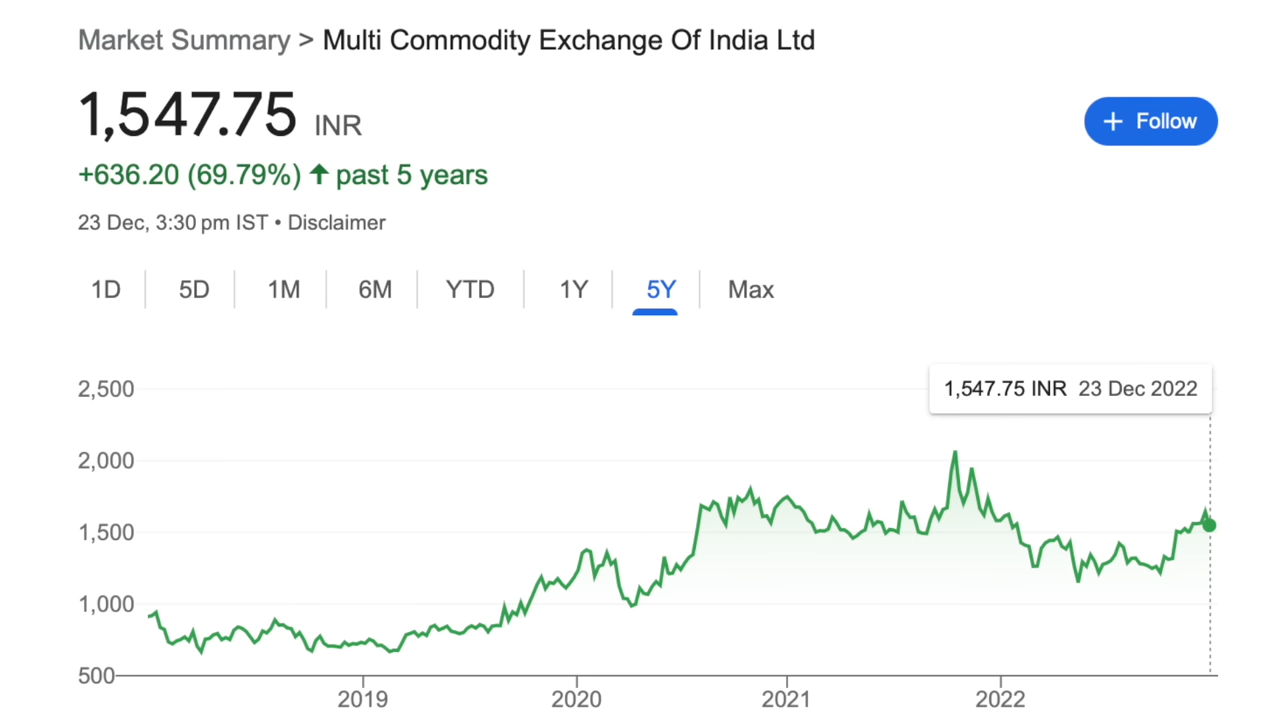 Market Summary > Multi Commodity Exchange Of India Ltd
1,547.75 INR
+ Follow
+636.20 (69.79%) ↑ past 5 years
23 Dec, 3:30 pm IST • Disclaimer
1D 5D 1M 6M YTD 1Y 5Y Max
1,547.75 INR 23 Dec 2022
2,500
2,000
1,500
1,000
500
2019 2020 2021 2022